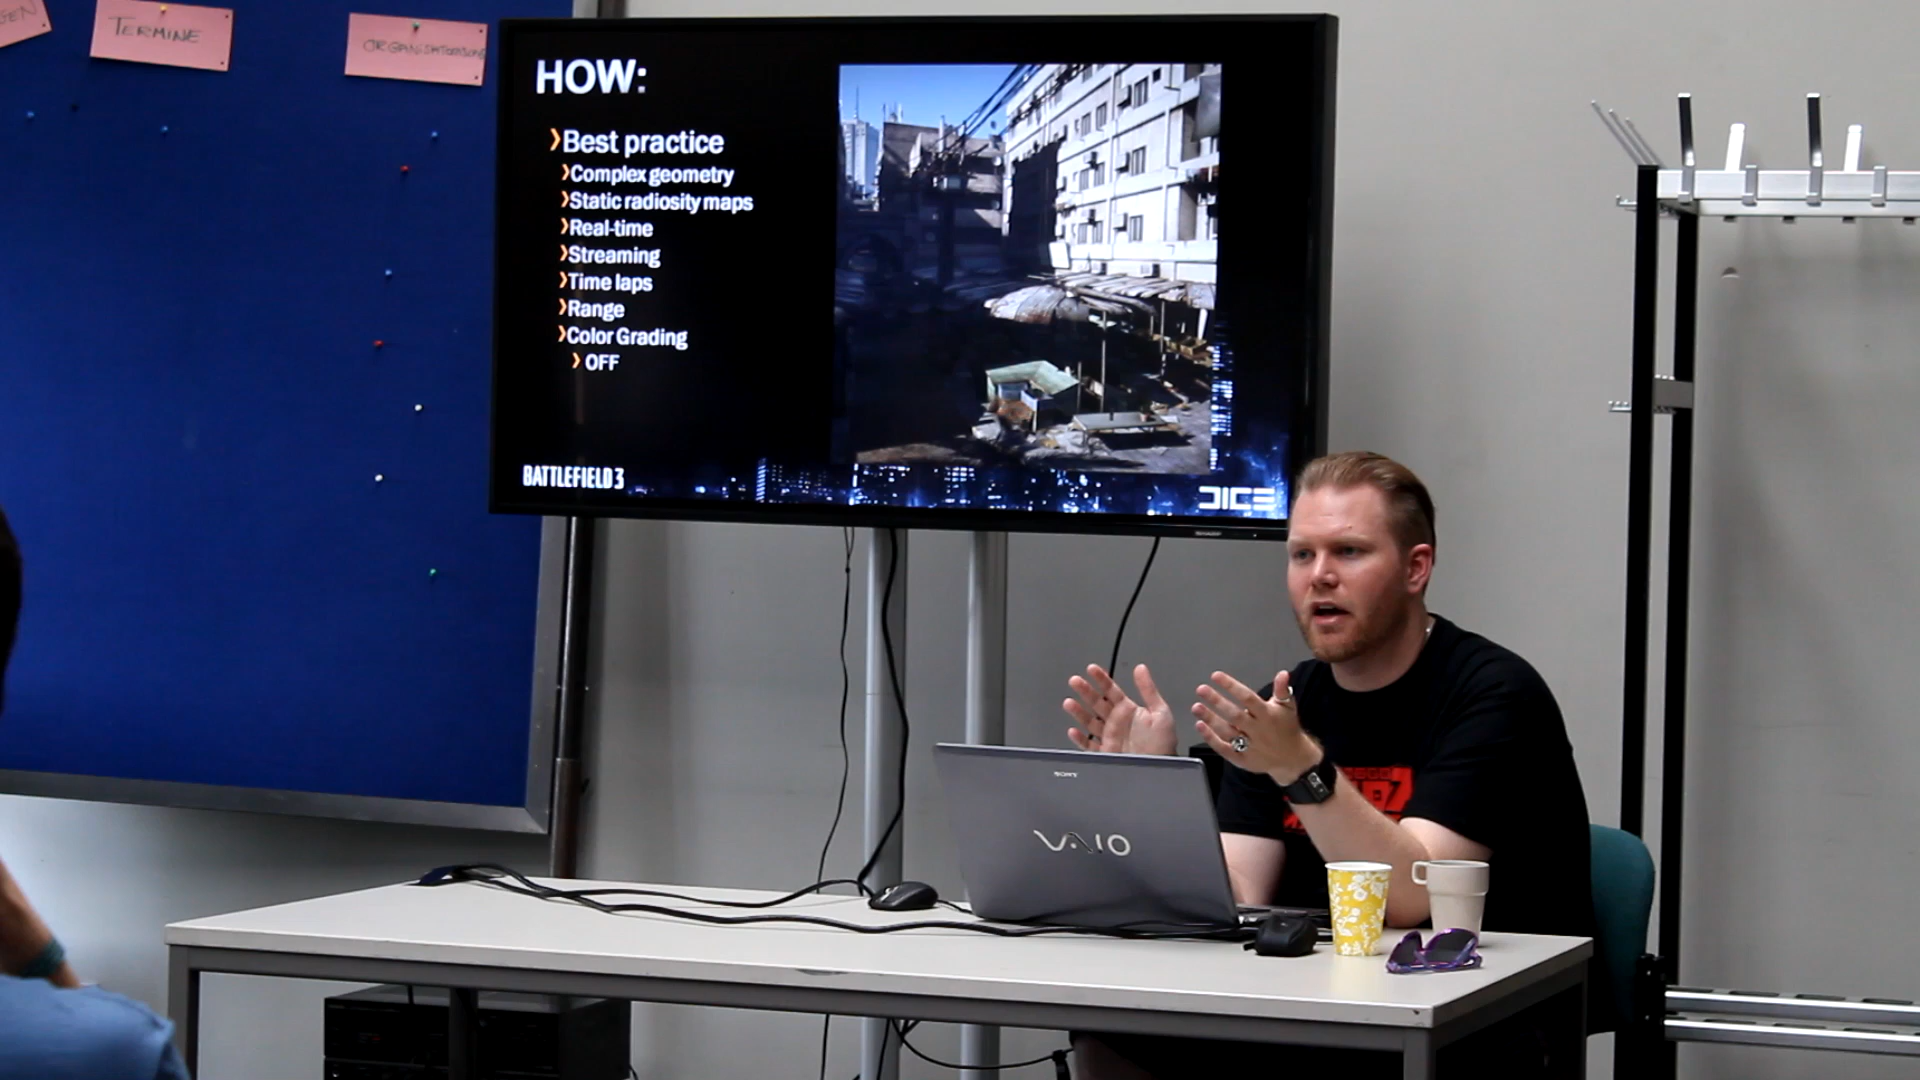 TERMINE
HOW:
Best practice
Complex geometry
Static radiosity maps
Real-time
Streaming
Time laps
Range
Color Grading
OFF
BATTLEFIELD 3
DICE
SONY
VAIO